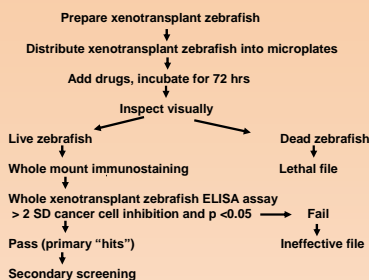 Prepare xenotransplant zebrafish
Distribute xenotransplant zebrafish into microplates
Add drugs, incubate for 72 hrs
Inspect visually
Live zebrafish
Dead zebrafish
Whole mount immunostaining
Lethal file
Whole xenotransplant zebrafish ELISA assay
> 2 SD cancer cell inhibition and p <0.05
Fail
Pass (primary “hits”)
Ineffective file
Secondary screening